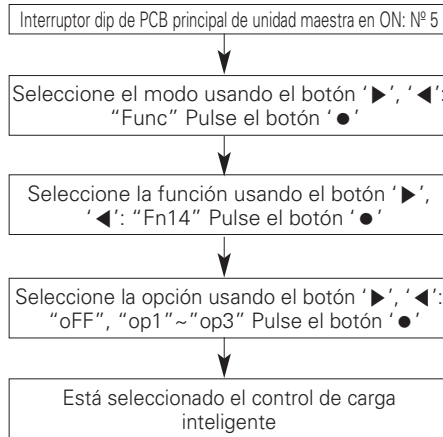 Interruptor dip de PCB principal de unidad maestra en ON: Nº 5
Seleccione el modo usando el botón ‘▶’, ‘◀’:
“Func” Pulse el botón ‘●’
Seleccione la función usando el botón ‘▶’,
‘◀’: “Fn14” Pulse el botón ‘●’
Seleccione la opción usando el botón ‘▶’, ‘◀’:
“oFF”, “op1”~”op3” Pulse el botón ‘●’
Está seleccionado el control de carga
inteligente